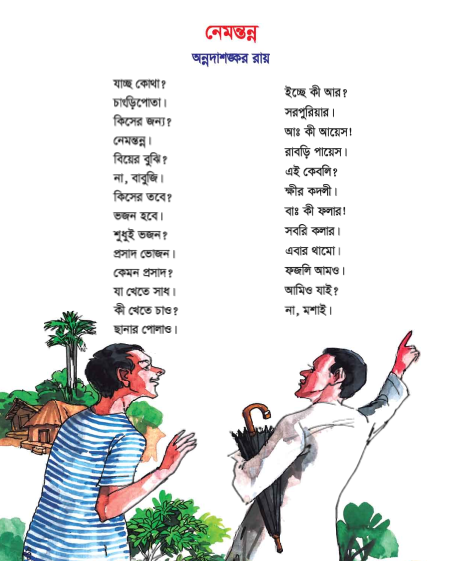 নেমন্তন্ন
অন্নদাশঙ্কর রায়
যাচ্ছ কোথা?
চাংড়িপোতা।
কিসের জন্য?
নেমন্তন্ন।
বিয়ের বুঝি?
না, বাবুজি।
কিসের তবে?
ভজন হবে।
শুধুই ভজন?
প্রসাদ ভোজন।
কেমন প্রসাদ?
যা খেতে সাধ।
কী খেতে চাও?
ছানার পোলাও।
ইচ্ছে কী আর?
সরপুরিয়ার।
আঃ কী আয়েস!
রাবড়ি পায়েস।
এই কেবলি?
ক্ষীর কদলী।
বাঃ কী ফলার!
সবরি কলার।
এবার থামো।
ফজলি আমও।
আমিও যাই?
না, মশাই।